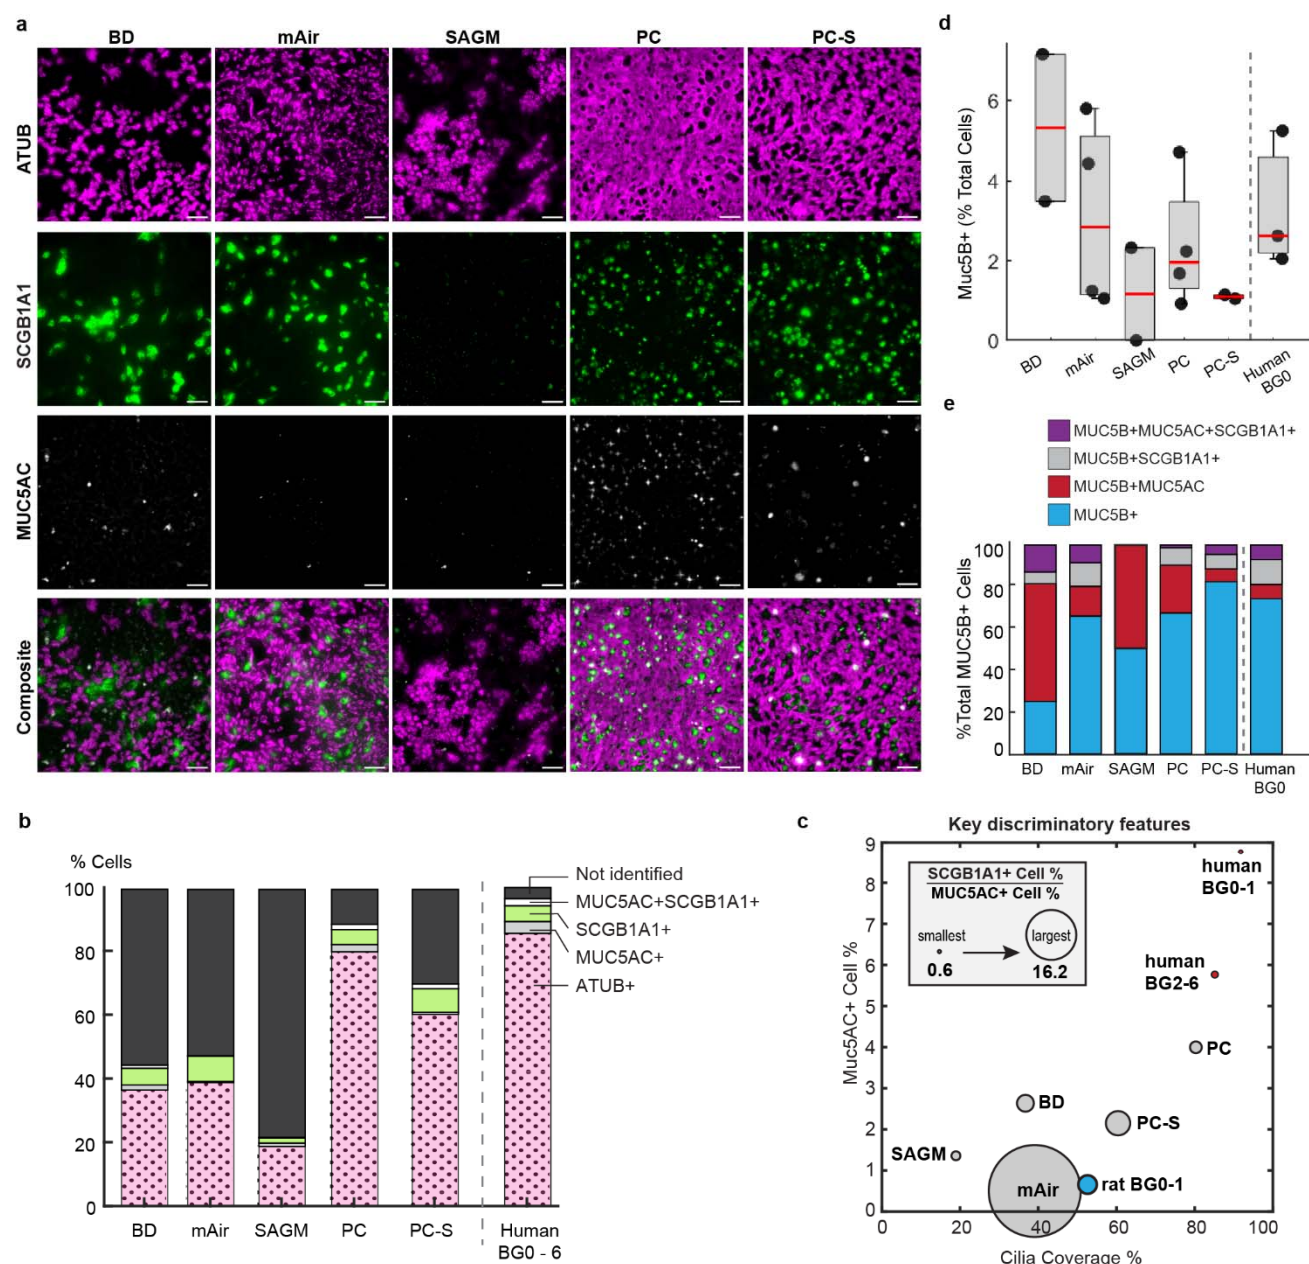 a
BD
mAir
SAGM
PC
PC-S
ATUB
SCGB1A1
MUC5AC
Composite
b
% Cells
100
80
60
40
20
0
Not identified
MUC5AC+SCGB1A1+
SCGB1A1+
MUC5AC+
ATUB+
BD
mAir
SAGM
PC
PC-S
Human
BG0 - 6
d
Muc5B+ (% Total Cells)
6
4
2
0
BD
mAir
SAGM
PC
PC-S
Human
BG0
e
MUC5B+MUC5AC+SCGB1A1+
MUC5B+SCGB1A1+
MUC5B+MUC5AC
MUC5B+
%Total MUC5B+ Cells
100
80
60
40
20
0
BD
mAir
SAGM
PC
PC-S
Human
BG0
c
Key discriminatory features
Muc5AC+ Cell %
9
8
7
6
5
4
3
2
1
0
SCGB1A1+ Cell %
MUC5AC+ Cell %
smallest
largest
0.6
16.2
human
BG0-1
human
BG2-6
PC
BD
PC-S
SAGM
mAir
rat BG0-1
0
20
40
60
80
100
Cilia Coverage %